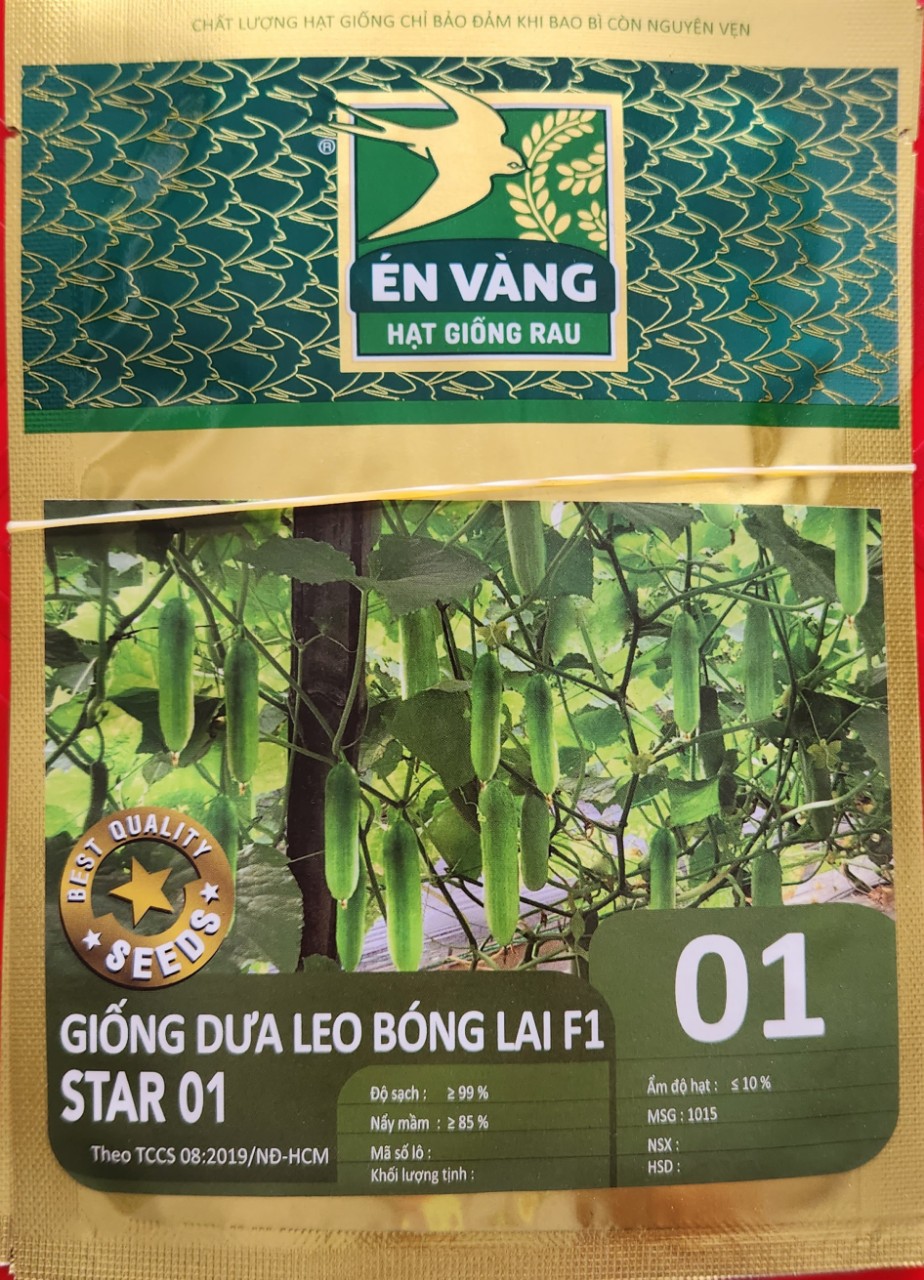 CHẤT LƯỢNG HẠT GIỐNG CHỈ BẢO ĐẢM KHI BAO BÌ CÒN NGUYÊN VẸN
®
ÉN VÀNG
HẠT GIỐNG RAU
BEST QUALITY
SEEDS
01
GIỐNG DƯA LEO BÓNG LAI F1
STAR 01
Theo TCCS 08:2019/NĐ-HCM
Độ sạch : ≥ 99 %
Nẩy mầm : ≥ 85 %
Mã số lô :
Khối lượng tịnh :
Ẩm độ hạt : ≤ 10 %
MSG : 1015
NSX :
HSD :